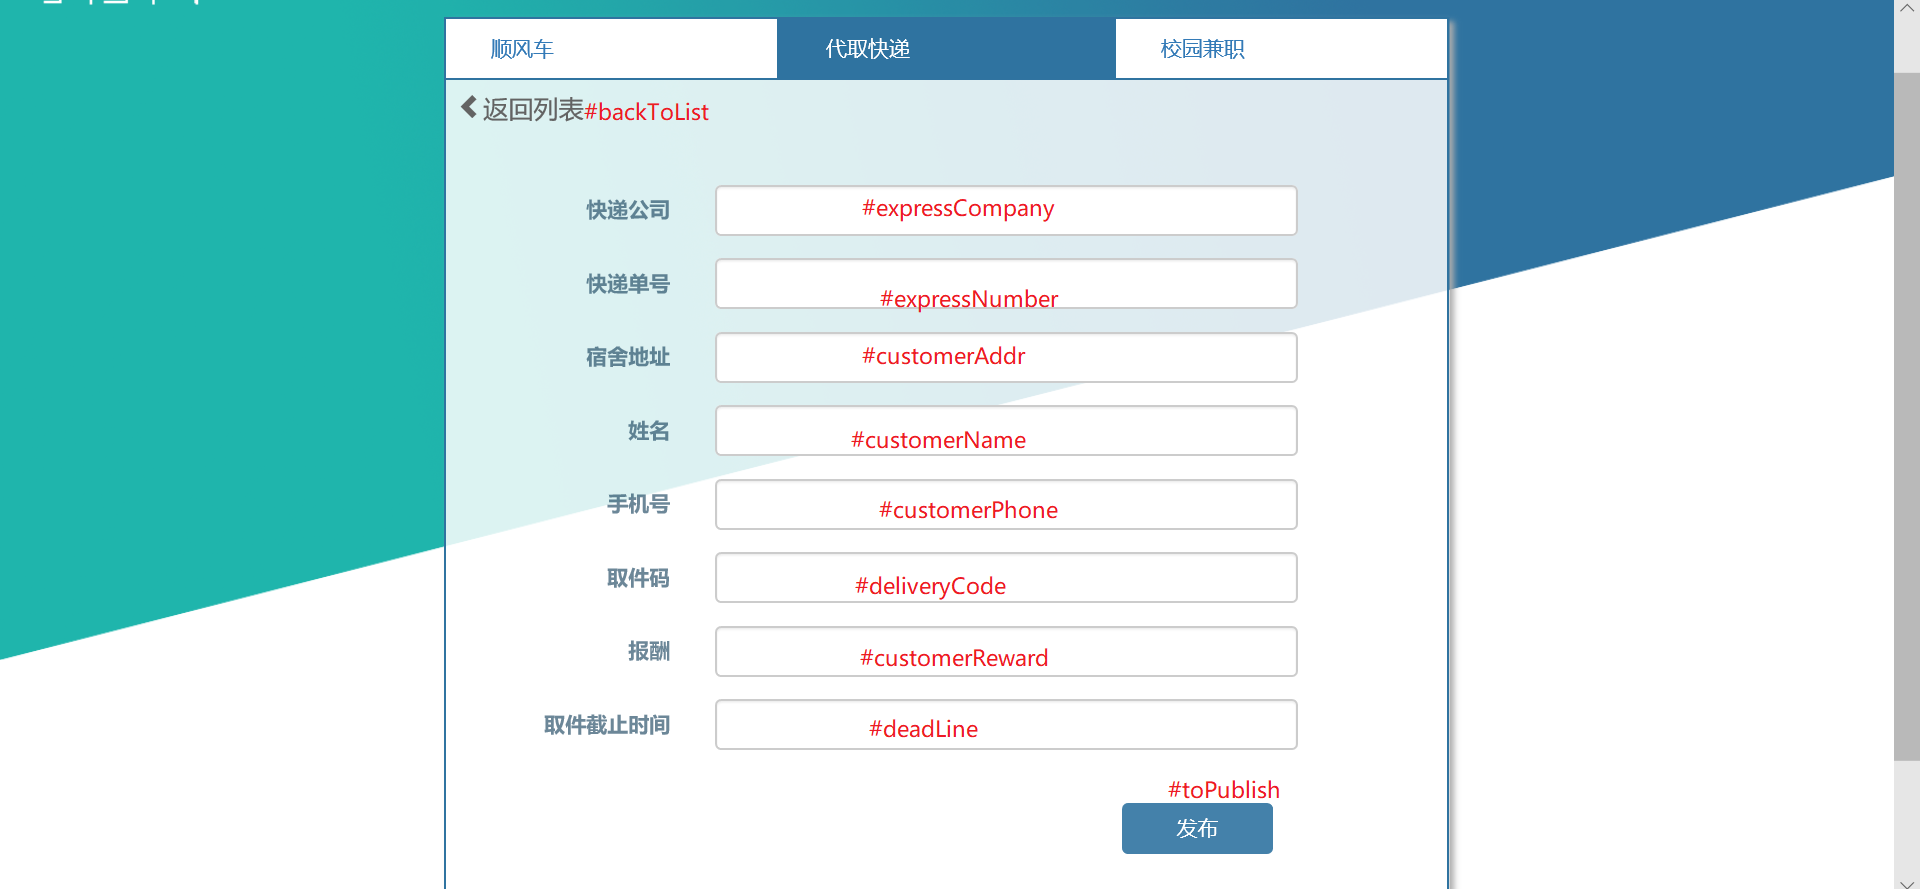 顺风车 代取快递 校园兼职
返回列表#backToList
快递公司 #expressCompany
快递单号 #expressNumber
宿舍地址 #customerAddr
姓名 #customerName
手机号 #customerPhone
取件码 #deliveryCode
报酬 #customerReward
取件截止时间 #deadLine
#toPublish
发布